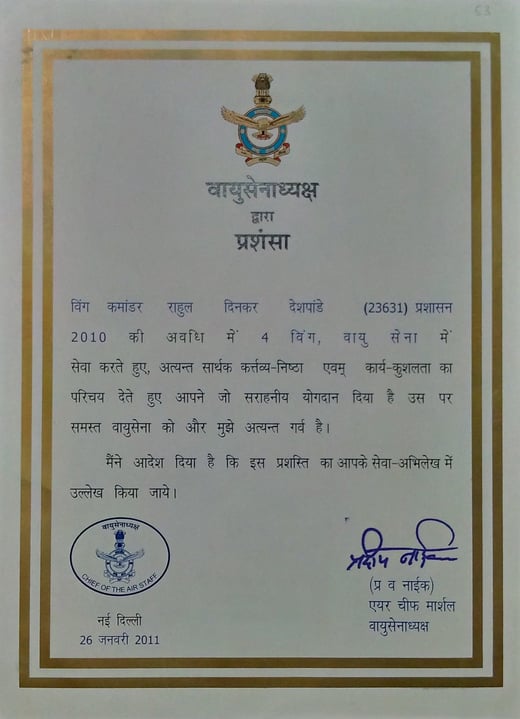 53
वायुसेनाध्यक्ष
द्वारा
प्रशंसा
विंग कमांडर राहुल दिनकर देशपांडे (23631) प्रशासन
2010 की अवधि में 4 विंग, वायु सेना में
सेवा करते हुए, अत्यन्त सार्थक कर्त्तव्य-निष्ठा एवम् कार्य-कुशलता का
परिचय देते हुए आपने जो सराहनीय योगदान दिया है उस पर
समस्त वायुसेना को और मुझे अत्यन्त गर्व है।
मैंने आदेश दिया है कि इस प्रशस्ति का आपके सेवा-अभिलेख में
उल्लेख किया जाये।
वायुसेनाध्यक्ष
CHIEF OF THE AIR STAFF
नई दिल्ली
26 जनवरी 2011
प्रदीप नाईक
(प्र व नाईक)
एयर चीफ मार्शल
वायुसेनाध्यक्ष